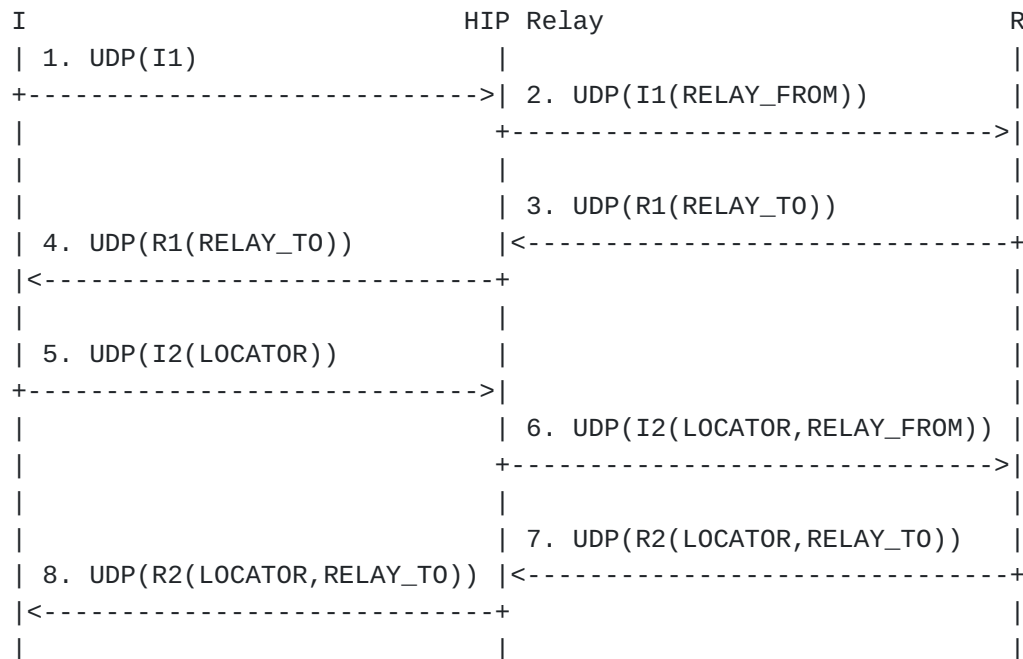 I HIP Relay R
1. UDP(I1)
2. UDP(I1(RELAY_FROM))
3. UDP(R1(RELAY_TO))
4. UDP(R1(RELAY_TO))
5. UDP(I2(LOCATOR))
6. UDP(I2(LOCATOR,RELAY_FROM))
7. UDP(R2(LOCATOR,RELAY_TO))
8. UDP(R2(LOCATOR,RELAY_TO))